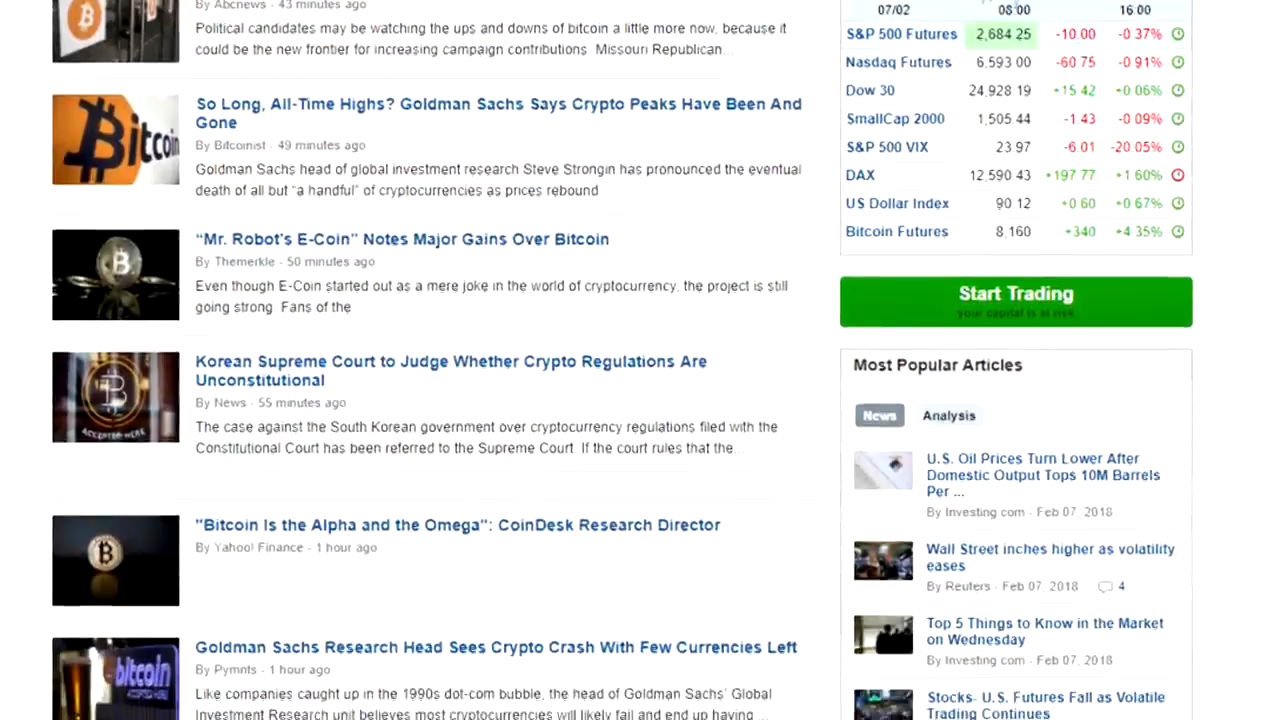 By Abcnews - 43 minutes ago
Political candidates may be watching the ups and downs of bitcoin a little more now, because it
could be the new frontier for increasing campaign contributions Missouri Republican...
Bitcoin
So Long, All-Time Highs? Goldman Sachs Says Crypto Peaks Have Been And
Gone
By Bitcoinist - 49 minutes ago
Goldman Sachs head of global investment research Steve Strongin has pronounced the eventual
death of all but "a handful" of cryptocurrencies as prices rebound
"Mr. Robot's E-Coin" Notes Major Gains Over Bitcoin
By Themerkle - 50 minutes ago
Even though E-Coin started out as a mere joke in the world of cryptocurrency, the project is still
going strong Fans of the
ACCEPTED HERE
Korean Supreme Court to Judge Whether Crypto Regulations Are
Unconstitutional
By News - 55 minutes ago
The case against the South Korean government over cryptocurrency regulations filed with the
Constitutional Court has been referred to the Supreme Court. If the court rules that the...
"Bitcoin Is the Alpha and the Omega": CoinDesk Research Director
By Yahoo! Finance - 1 hour ago
bitcoin
Goldman Sachs Research Head Sees Crypto Crash With Few Currencies Left
By Pymnts - 1 hour ago
Like companies caught up in the 1990s dot-com bubble, the head of Goldman Sachs' Global
Investment Research unit believes most cryptocurrencies will likely fail and end up having ...
07/02 08:00 16:00
S&P 500 Futures 2,684 25 -10.00 -0.37%
Nasdaq Futures 6,593 00 -60.75 -0.91%
Dow 30 24,928 19 +15 42 +0 06%
SmallCap 2000 1,505 44 -1 43 -0 09%
S&P 500 VIX 23 97 -6.01 -20 05%
DAX 12,590 43 +197 77 +1 60%
US Dollar Index 90 12 +0 60 +0 67%
Bitcoin Futures 8,160 +340 +4 35%
Start Trading
your capital is at risk
Most Popular Articles
News Analysis
U.S. Oil Prices Turn Lower After
Domestic Output Tops 10M Barrels
Per ...
By Investing com - Feb 07, 2018
Wall Street inches higher as volatility
eases
By Reuters - Feb 07, 2018 4
Top 5 Things to Know in the Market
on Wednesday
By Investing com - Feb 07, 2018
Stocks- U.S. Futures Fall as Volatile
Trading Continues